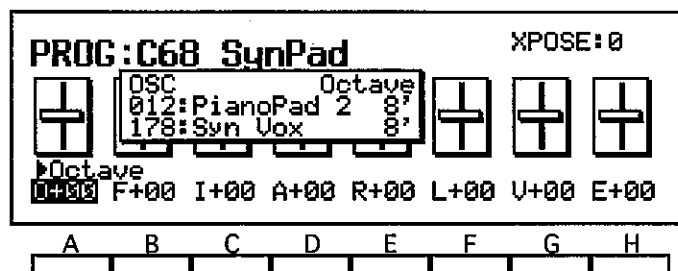 PROG:C68 SynPad XPOSE:0
OSC Octave
012:PianoPad 2 8'
178:Syn Vox 8'
▶Octave
O+00 F+00 I+00 A+00 R+00 L+00 V+00 E+00
A B C D E F G H